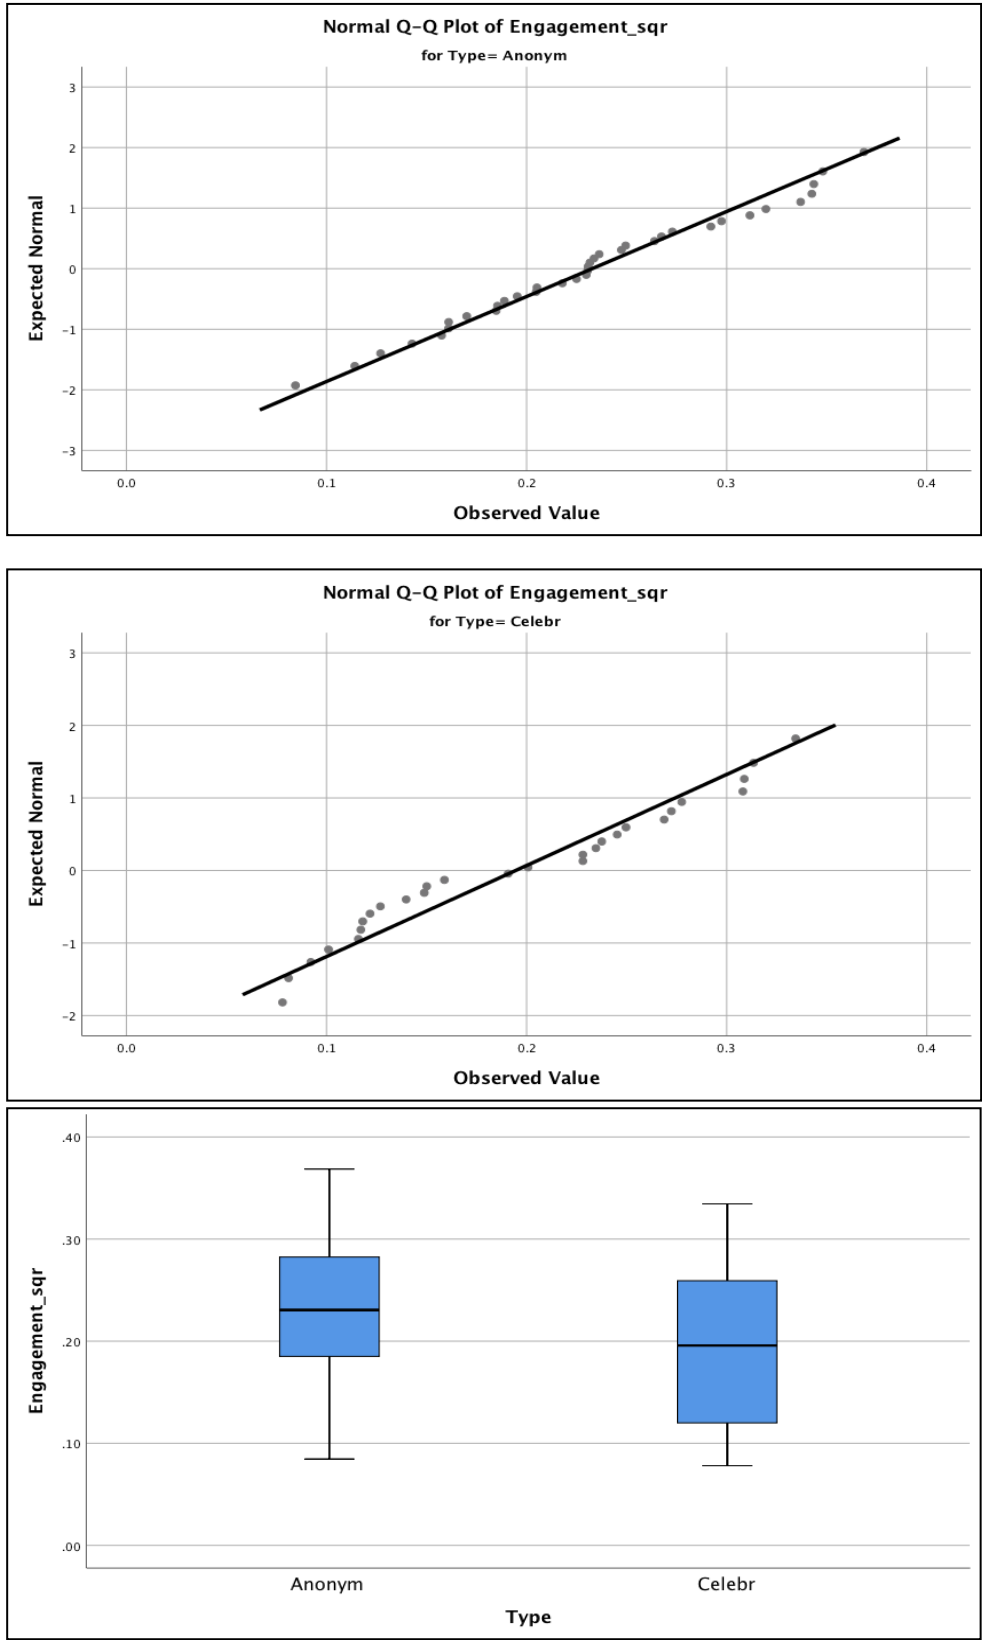 Normal Q-Q Plot of Engagement_sqr
for Type= Anonym
3
2
1
0
-1
-2
-3
Expected Normal
0.0 0.1 0.2 0.3 0.4
Observed Value
Normal Q-Q Plot of Engagement_sqr
for Type= Celebr
3
2
1
0
-1
-2
Expected Normal
0.0 0.1 0.2 0.3 0.4
Observed Value
.40
.30
.20
.10
.00
Engagement_sqr
Anonym Celebr
Type